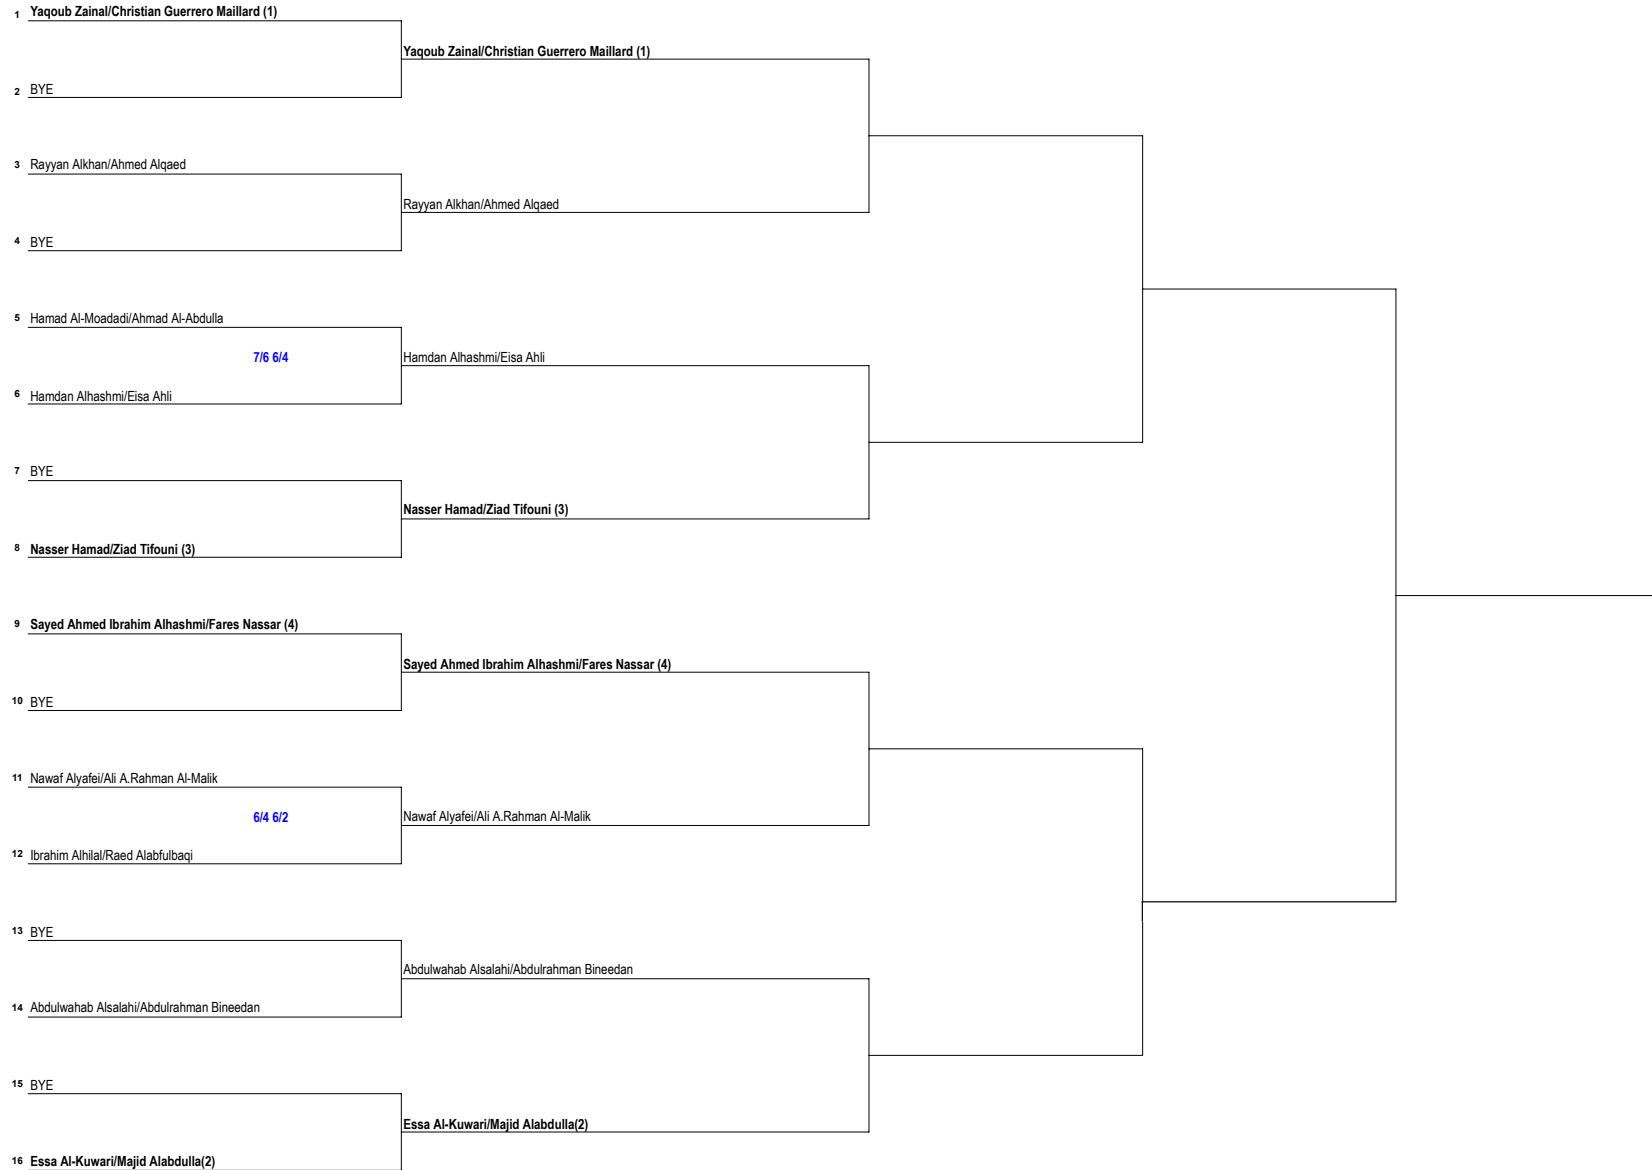 1 Yaqoub Zainal/Christian Guerrero Maillard (1)
Yaqoub Zainal/Christian Guerrero Maillard (1)
2 BYE
3 Rayyan Alkhan/Ahmed Alqaed
Rayyan Alkhan/Ahmed Alqaed
4 BYE
5 Hamad Al-Moadadi/Ahmad Al-Abdulla
7/6 6/4 Hamdan Alhashmi/Eisa Ahli
6 Hamdan Alhashmi/Eisa Ahli
7 BYE
Nasser Hamad/Ziad Tifouni (3)
8 Nasser Hamad/Ziad Tifouni (3)
9 Sayed Ahmed Ibrahim Alhashmi/Fares Nassar (4)
Sayed Ahmed Ibrahim Alhashmi/Fares Nassar (4)
10 BYE
11 Nawaf Alyafei/Ali A.Rahman Al-Malik
6/4 6/2 Nawaf Alyafei/Ali A.Rahman Al-Malik
12 Ibrahim Alhilal/Raed Alabfulbaqi
13 BYE
Abdulwahab Alsalahi/Abdulrahman Bineedan
14 Abdulwahab Alsalahi/Abdulrahman Bineedan
15 BYE
Essa Al-Kuwari/Majid Alabdulla(2)
16 Essa Al-Kuwari/Majid Alabdulla(2)